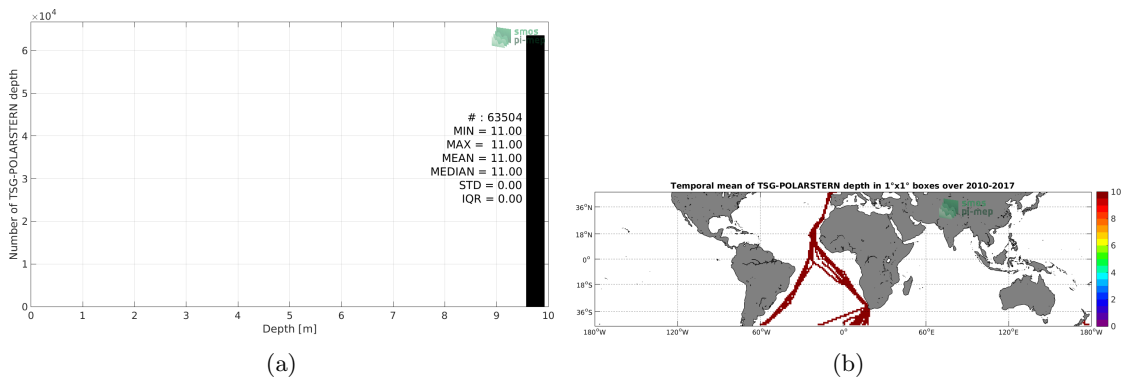 ×10⁴
6
5
4
3
2
1
0
Number of TSG-POLARSTERN depth
smos
pi-mep
# : 63504
MIN = 11.00
MAX = 11.00
MEAN = 11.00
MEDIAN = 11.00
STD = 0.00
IQR = 0.00
0 1 2 3 4 5 6 7 8 9 10
Depth [m]
(a)
Temporal mean of TSG-POLARSTERN depth in 1°x1° boxes over 2010-2017
smos
pi-mep
36°N
18°N
0°
18°S
36°S
180°W 120°W 60°W 0° 60°E 120°E 180°W
10
8
6
4
2
0
(b)